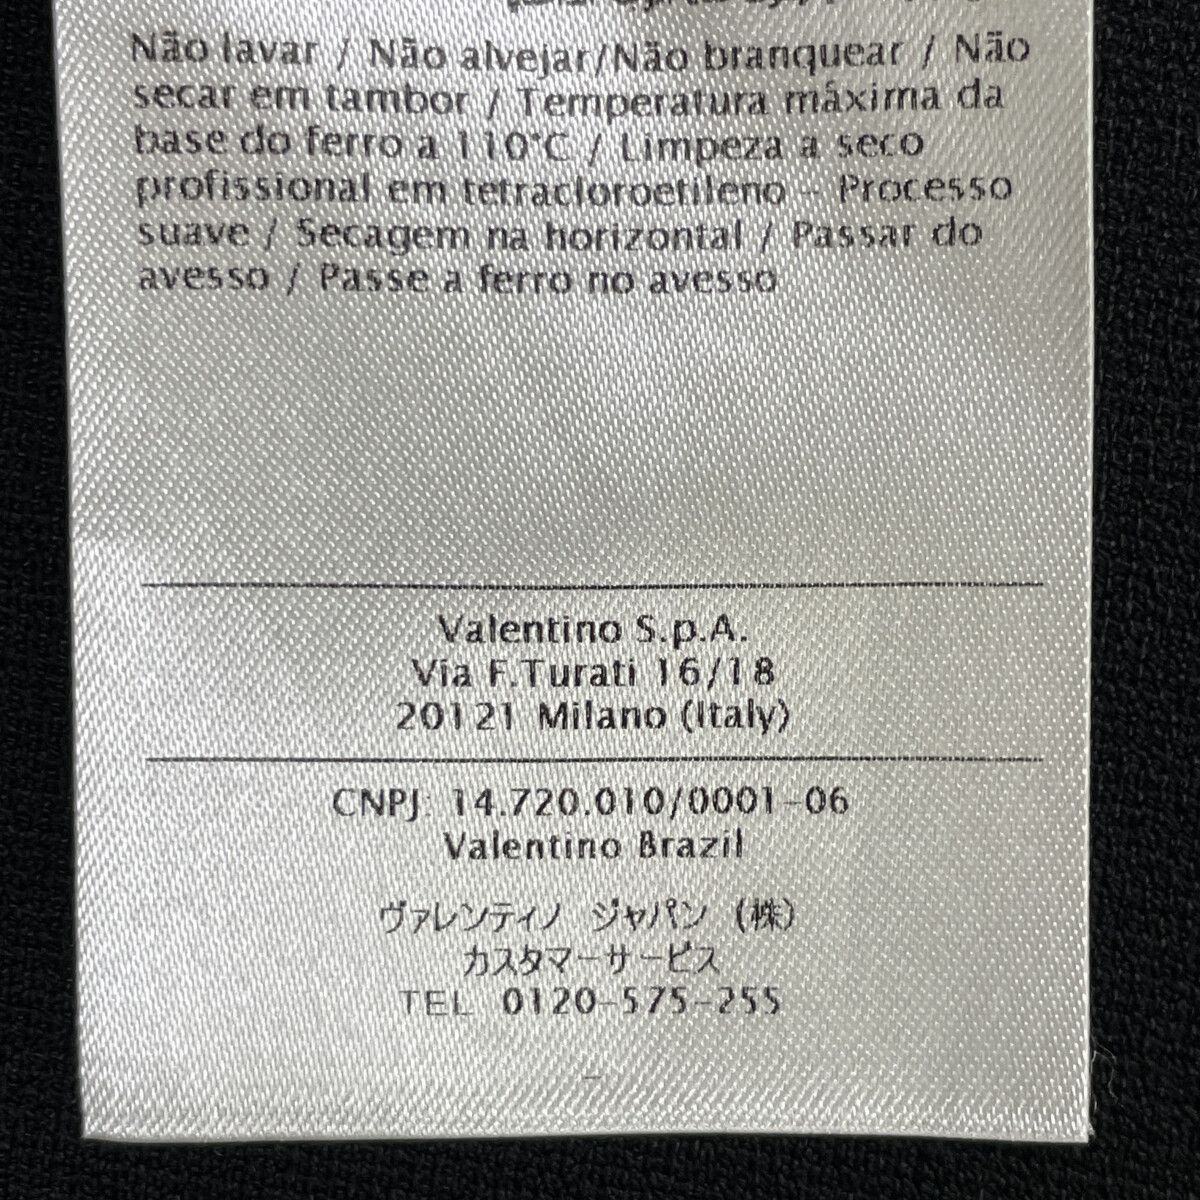 Não lavar / Não alvejar/Não branquear / Não
secar em tambor / Temperatura máxima da
base do ferro a 110°C / Limpeza a seco
profissional em tetracloroetileno – Processo
suave / Secagem na horizontal / Passar do
avesso / Passe a ferro no avesso
Valentino S.p.A.
Via F.Turati 16/18
20121 Milano (Italy)
CNPJ: 14.720.010/0001-06
Valentino Brazil
ヴァレンティノ ジャパン (株)
カスタマーサービス
TEL 0120-575-255